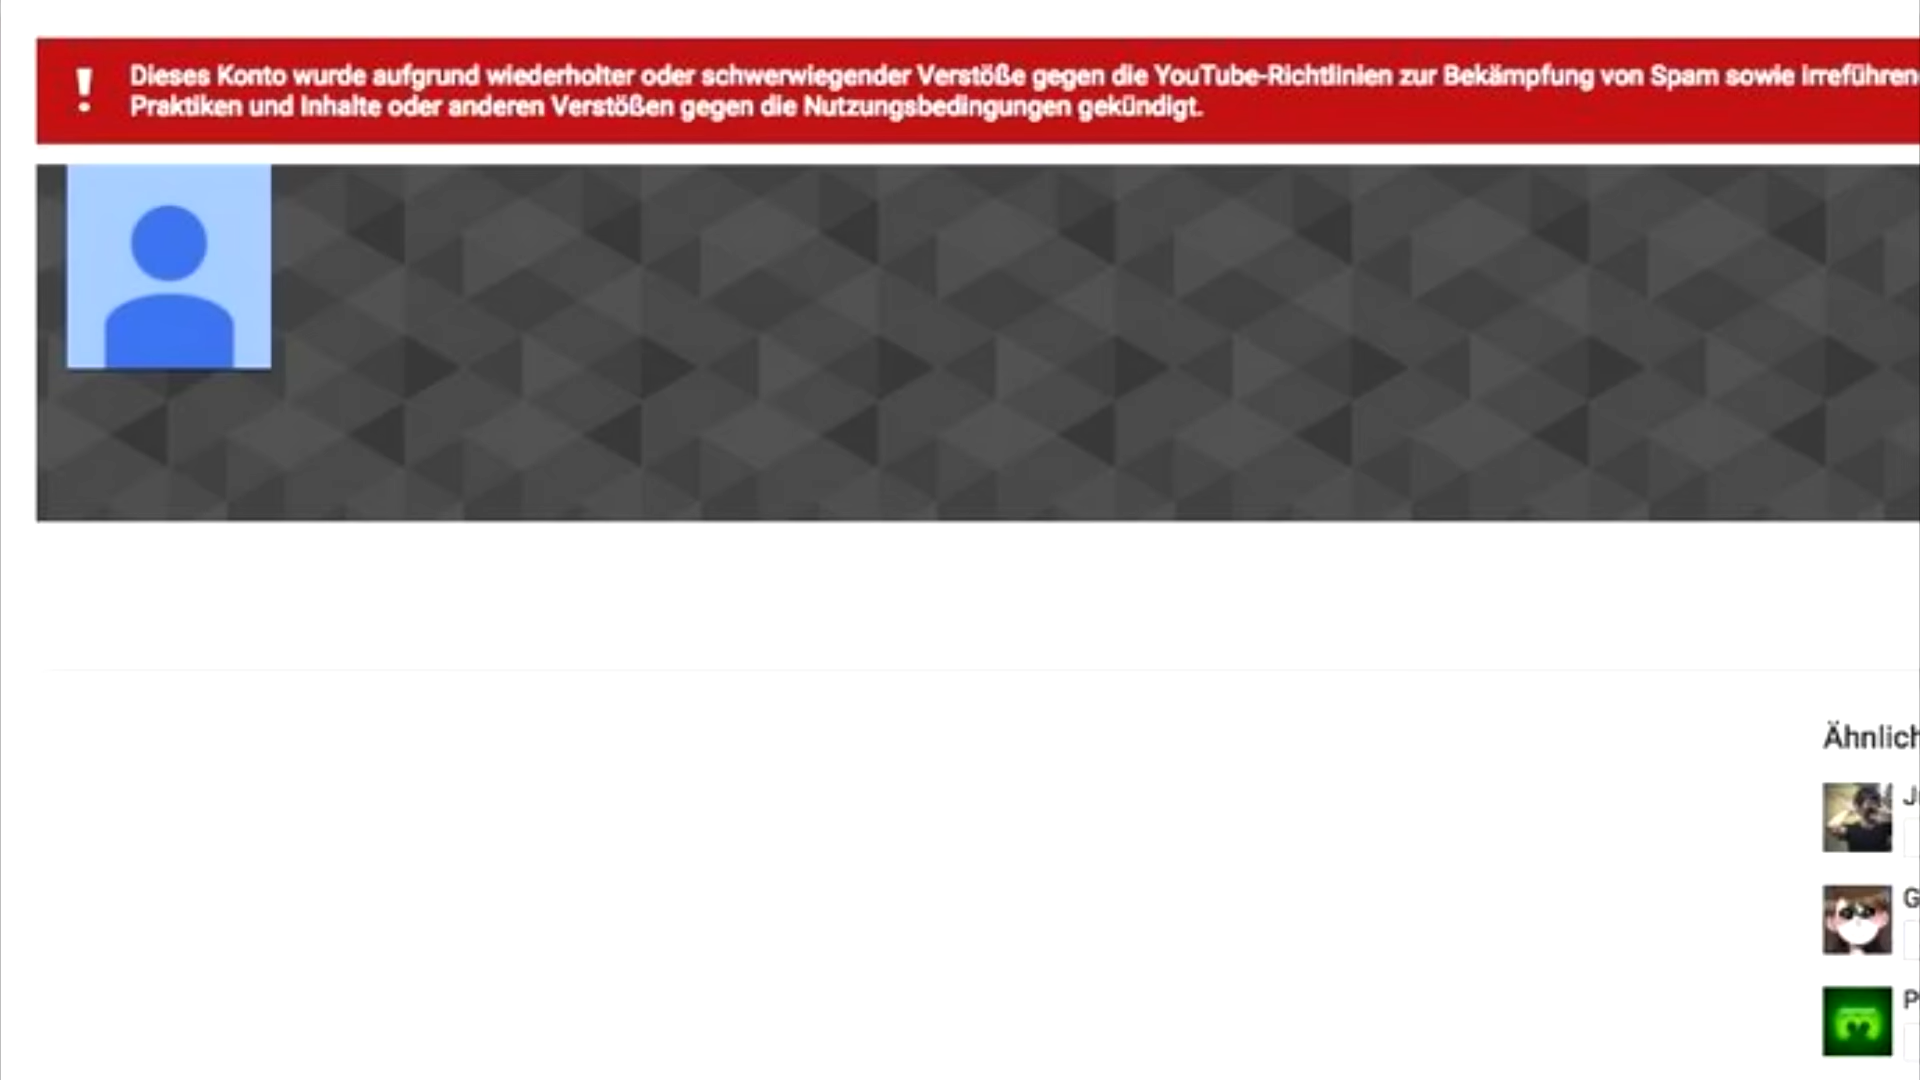 Dieses Konto wurde aufgrund wiederholter oder schwerwiegender Verstöße gegen die YouTube-Richtlinien zur Bekämpfung von Spam sowie irreführen
Praktiken und Inhalte oder anderen Verstößen gegen die Nutzungsbedingungen gekündigt.
Ähnlich
J
G
P